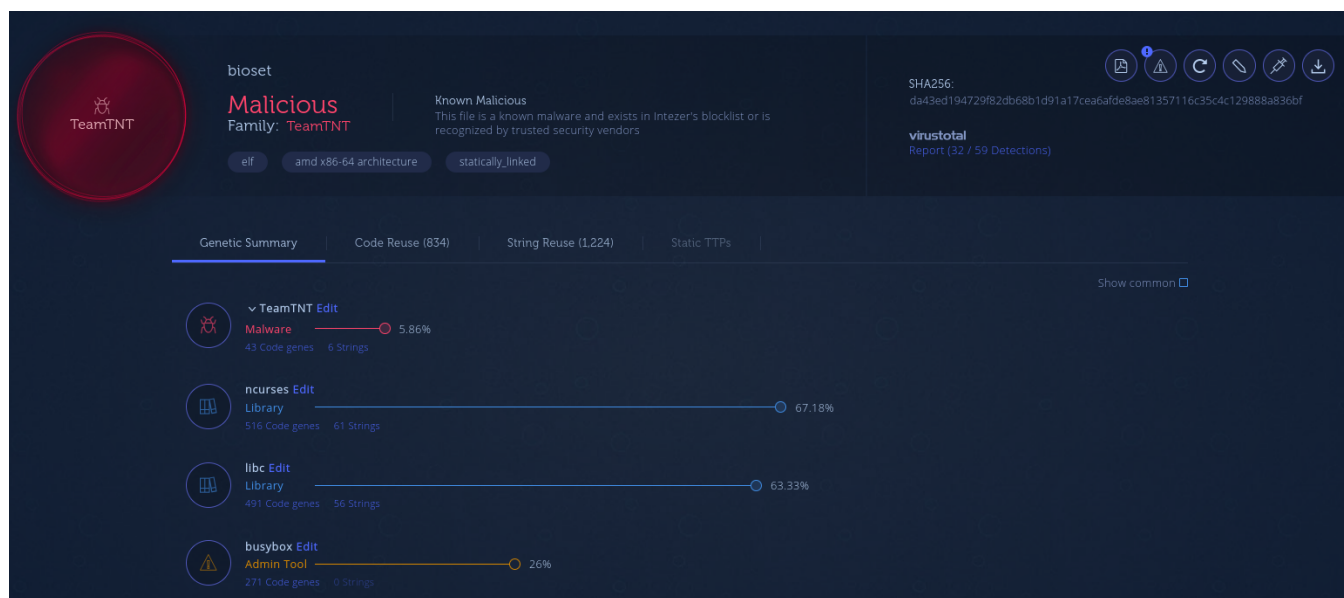 TeamTNT
bioset
Malicious
Family: TeamTNT
elf
amd x86-64 architecture
statically_linked
Known Malicious
This file is a known malware and exists in Intezer's blocklist or is
recognized by trusted security vendors
SHA256:
da43ed194729f82db68b1d91a17cea6afde8ae81357116c35c4c129888a836bf
virustotal
Report (32 / 59 Detections)
Genetic Summary
Code Reuse (834)
String Reuse (1,224)
Static TTPs
Show common
TeamTNT Edit
Malware 5.86%
43 Code genes 6 Strings
ncurses Edit
Library 67.18%
516 Code genes 61 Strings
libc Edit
Library 63.33%
491 Code genes 56 Strings
busybox Edit
Admin Tool 26%
271 Code genes 0 Strings